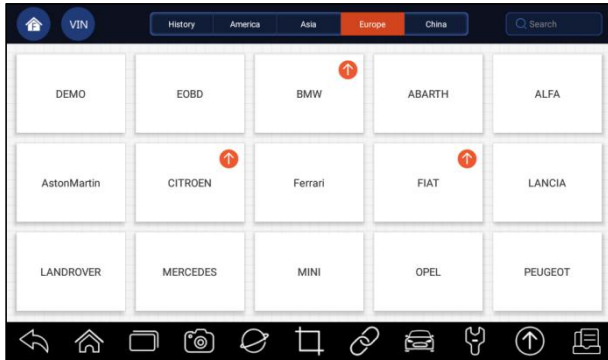 VIN
History America Asia Europe China
Search
DEMO EOBD BMW ABARTH ALFA
AstonMartin CITROEN Ferrari FIAT LANCIA
LANDROVER MERCEDES MINI OPEL PEUGEOT